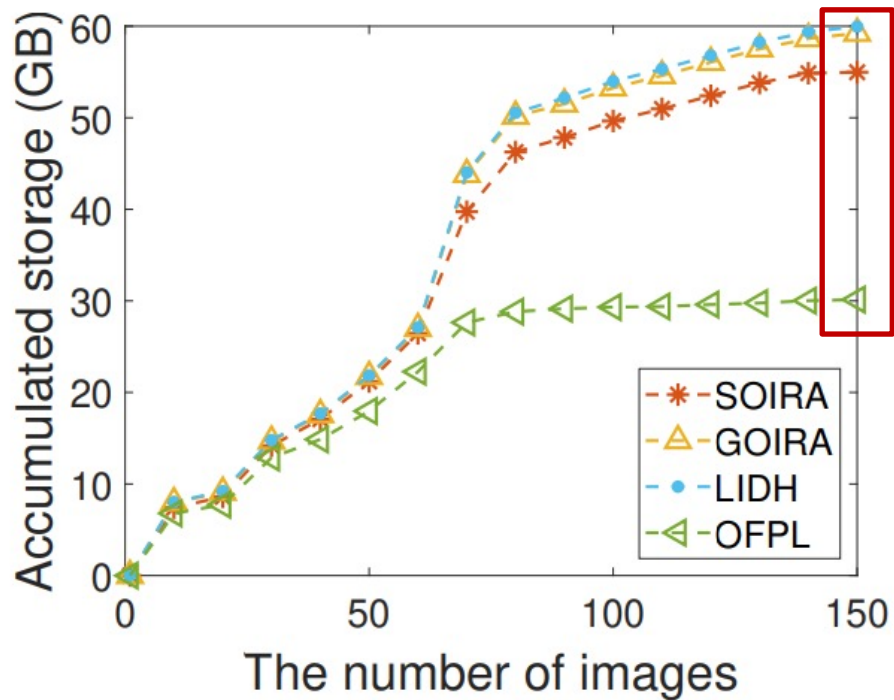 Accumulated storage (GB)
60
50
40
30
20
10
0
SOIRA
GOIRA
LIDH
OFPL
0 50 100 150
The number of images